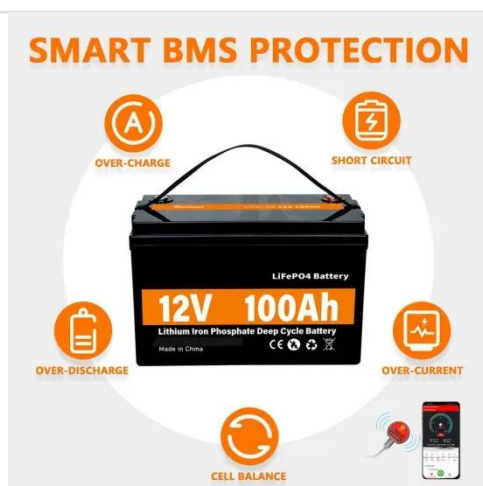 SMART BMS PROTECTION
A
OVER-CHARGE
SHORT CIRCUIT
LiFePO4 Battery
12V 100Ah
Lithium Iron Phosphate Deep Cycle Battery
Made in China
CE
OVER-DISCHARGE
OVER-CURRENT
CELL BALANCE